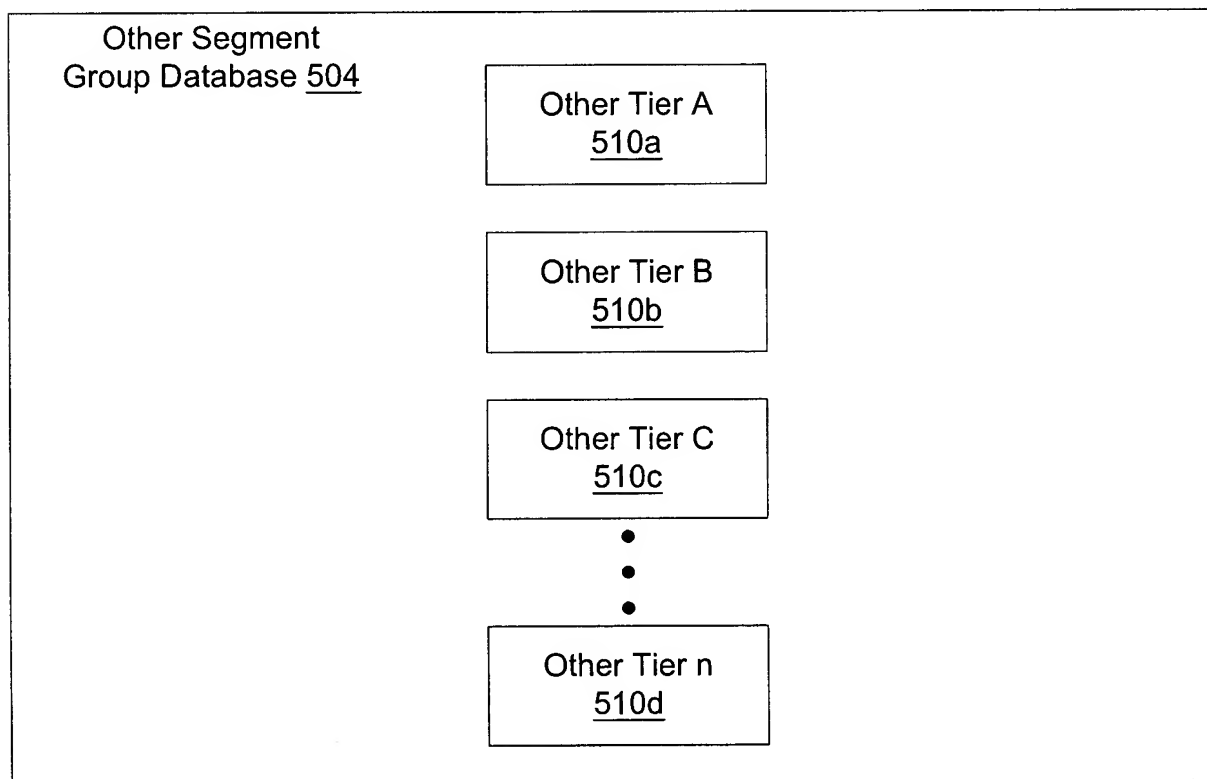 Other Segment
Group Database 504
Other Tier A
510a
Other Tier B
510b
Other Tier C
510c
Other Tier n
510d